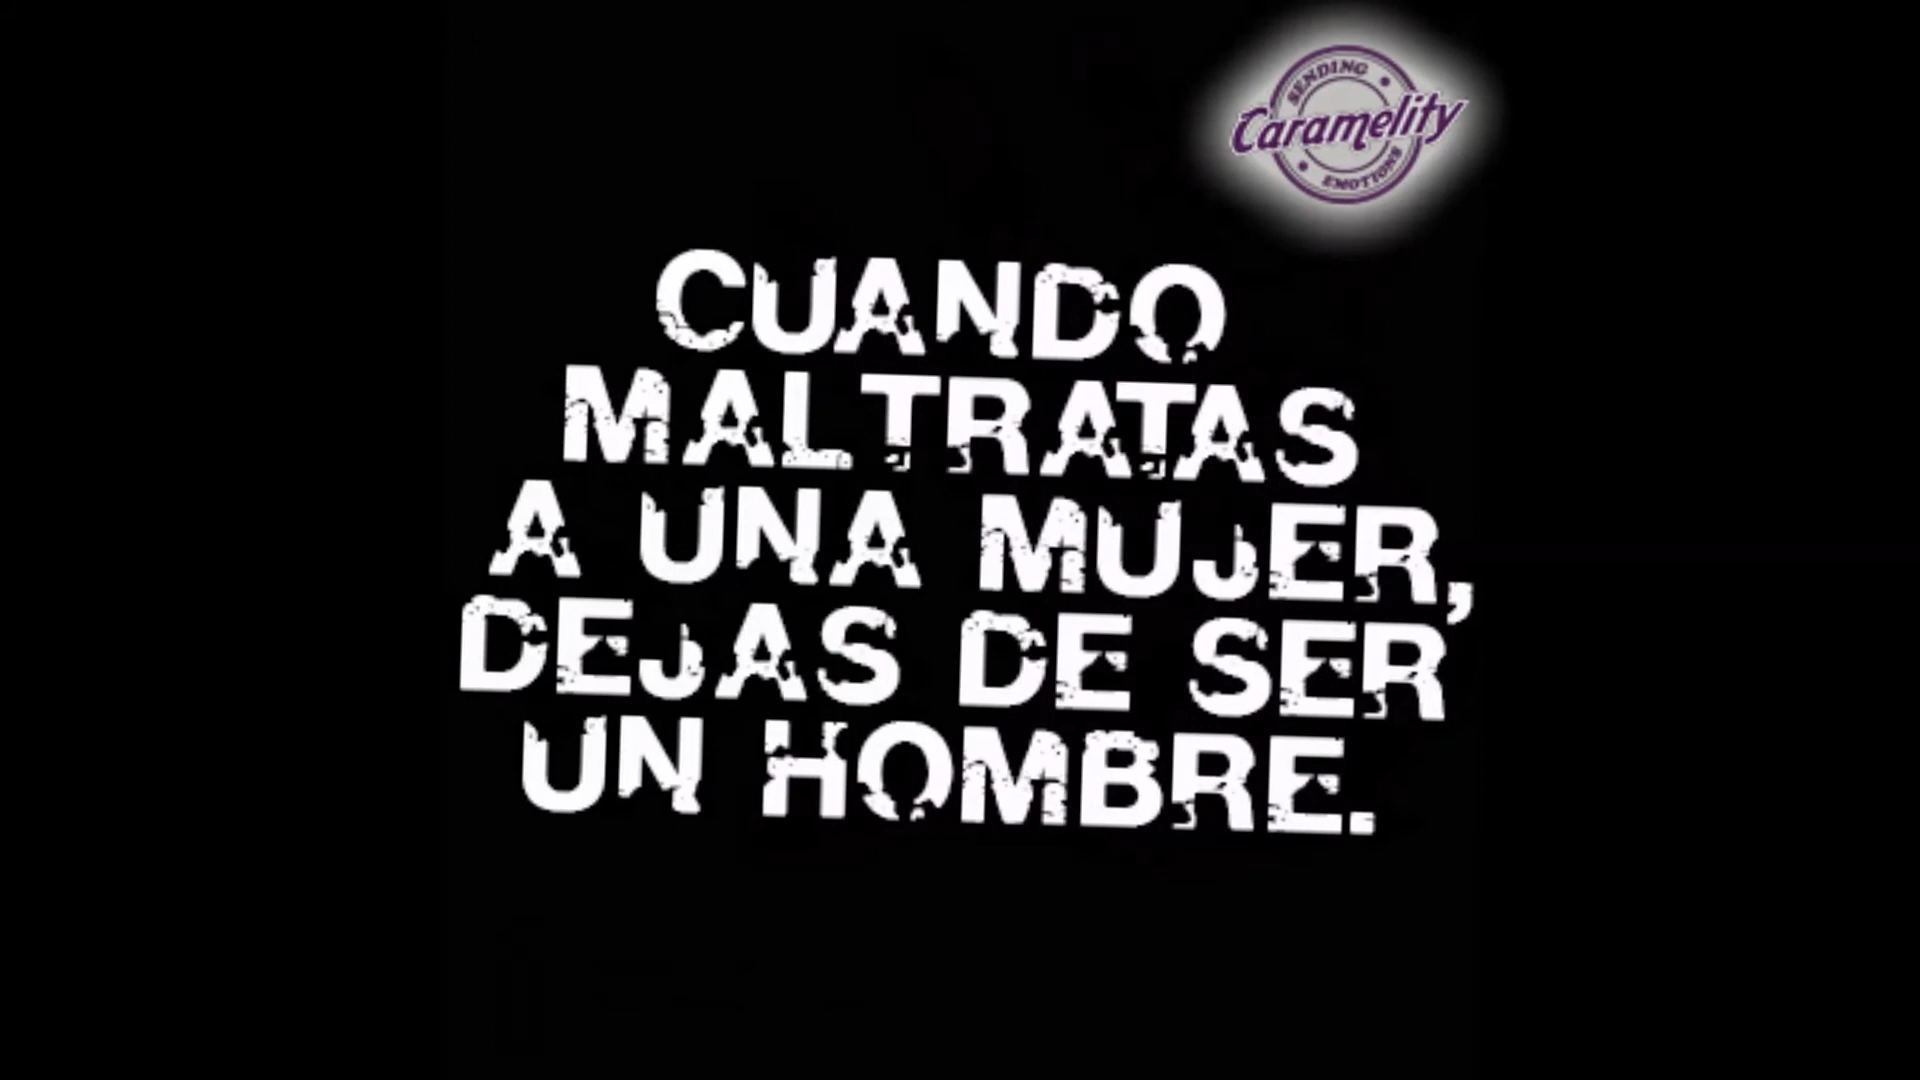 SENDING
Caramelity
EMOTIONS
CUANDO
MALTRATAS
A UNA MUJER,
DEJAS DE SER
UN HOMBRE.